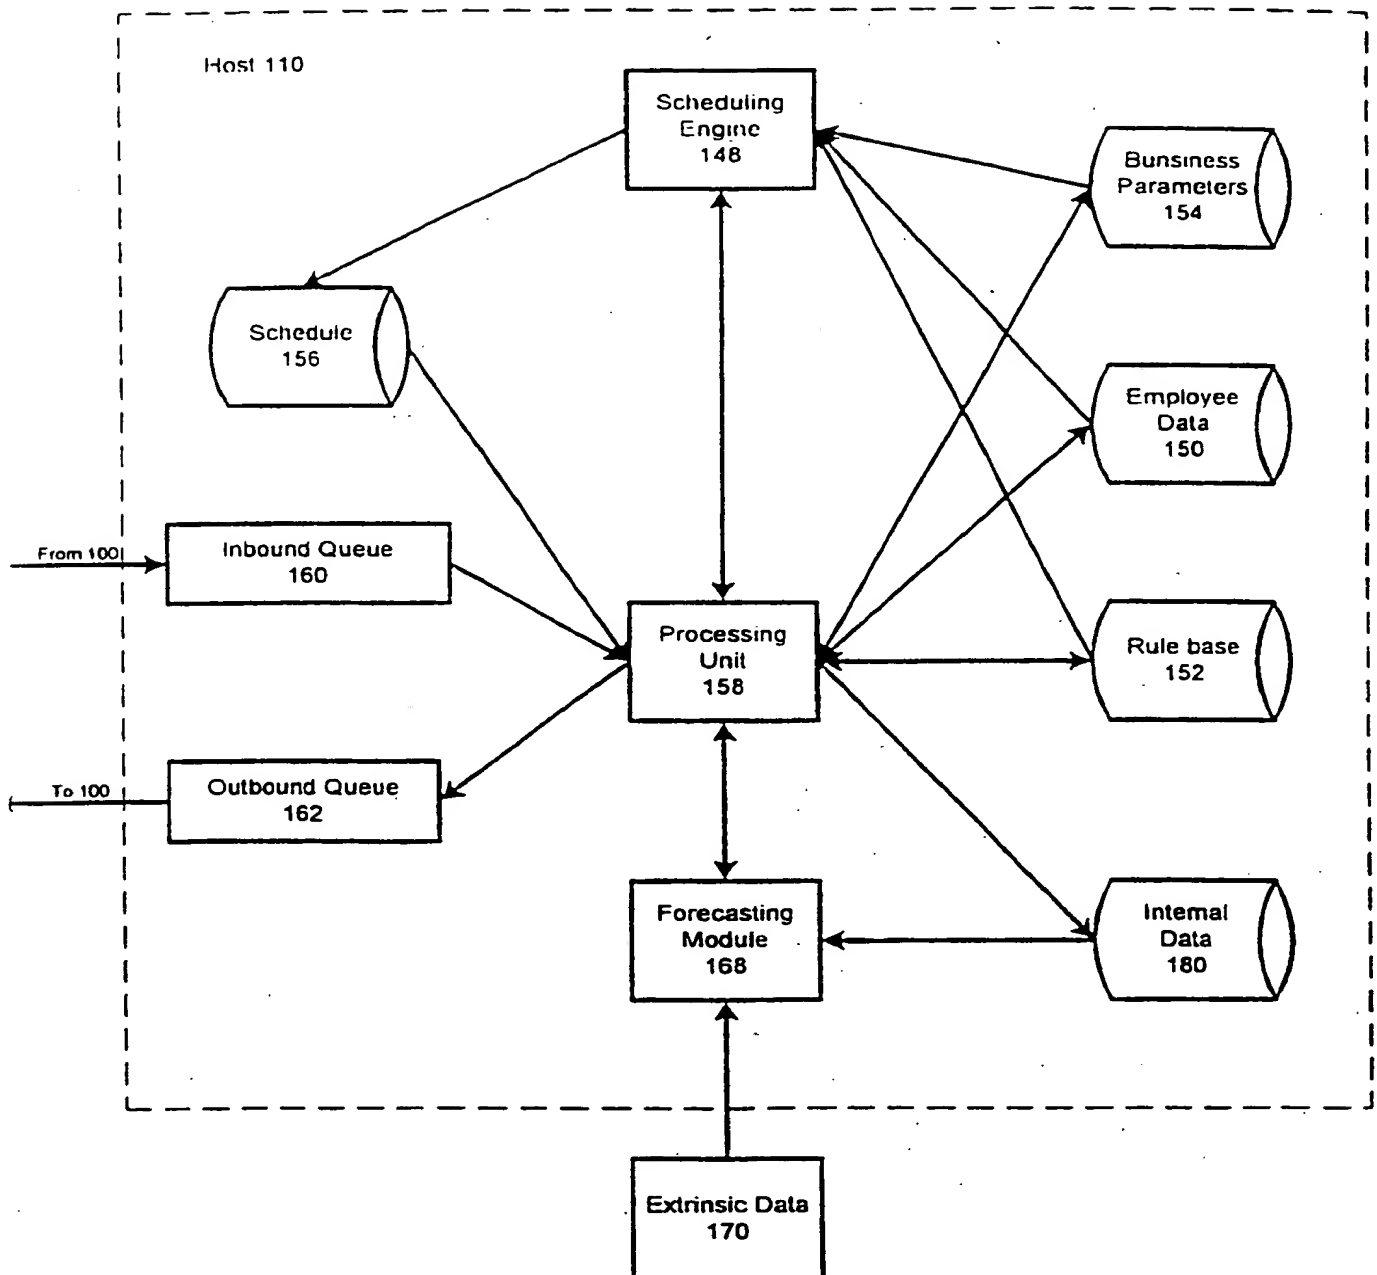 Host 110
Scheduling
Engine
148
Bunsiness
Parameters
154
Schedule
156
Employee
Data
150
From 100
Inbound Queue
160
Processing
Unit
158
Rule base
152
To 100
Outbound Queue
162
Forecasting
Module
168
Internal
Data
180
Extrinsic Data
170